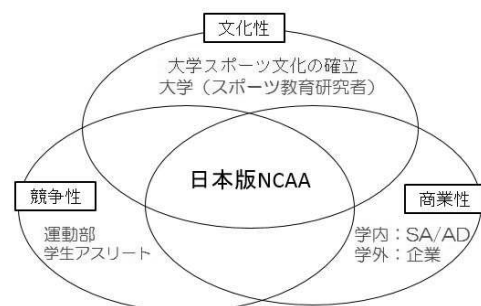 文化性
大学スポーツ文化の確立
大学(スポーツ教育研究者)
日本版NCAA
競争性
運動部
学生アスリート
商業性
学内:SA/AD
学外:企業